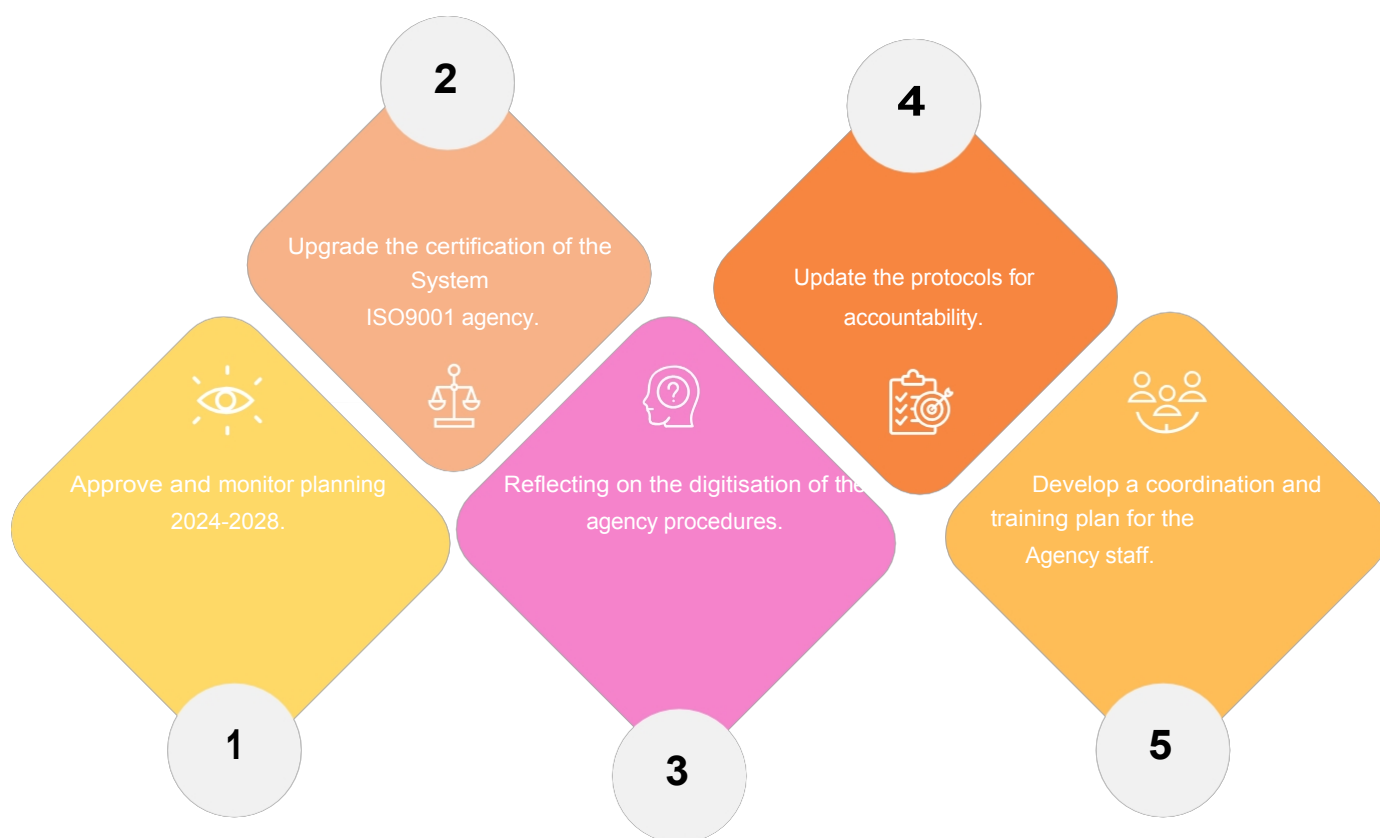 1
Approve and monitor planning
2024-2028.
2
Upgrade the certification of the
System
ISO9001 agency.
3
Reflecting on the digitisation of the
agency procedures.
4
Update the protocols for
accountability.
5
Develop a coordination and
training plan for the
Agency staff.